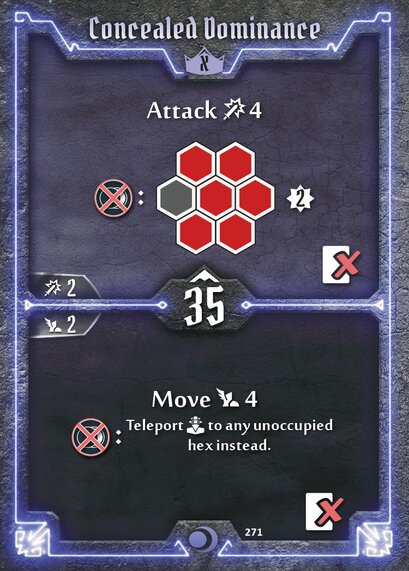 Concealed Dominance
X
Attack 4
: 2
2
35
2
Move 4
: Teleport to any unoccupied
hex instead.
271